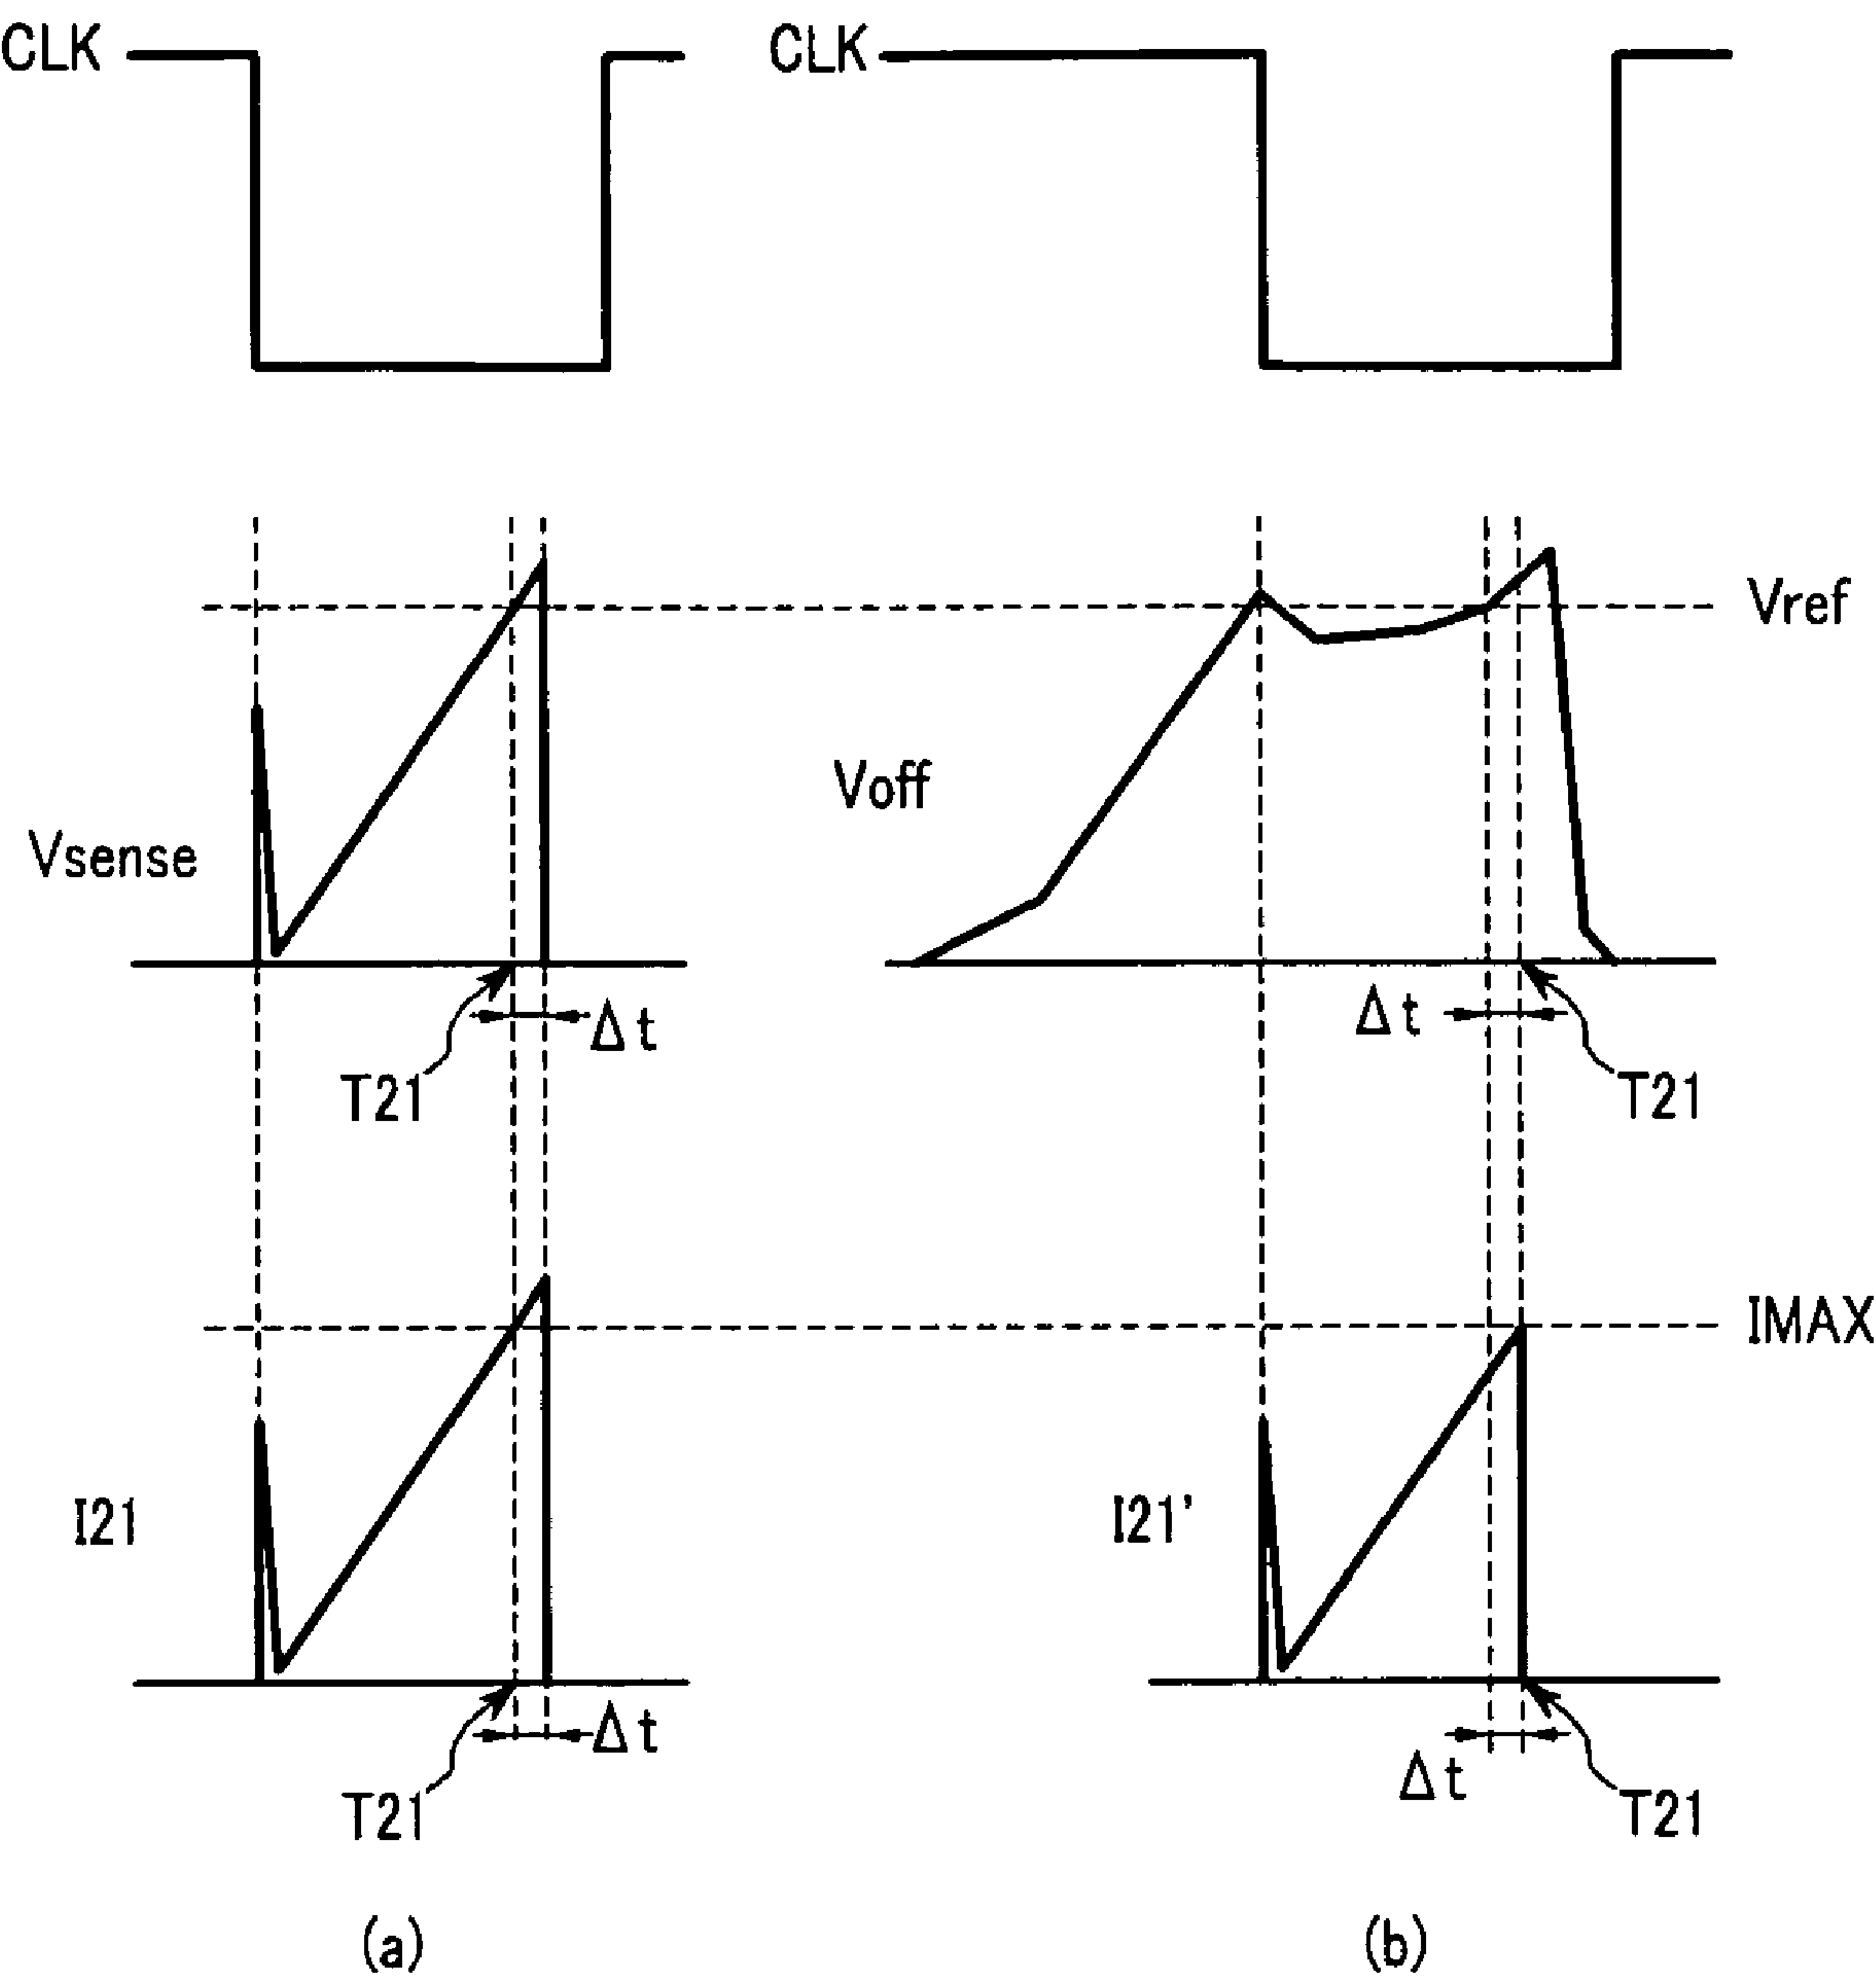 CLK
CLK
Vref
Voff
Vsense
Δt
Δt
T21
T21
IMAX
I21
I21'
Δt
Δt
T21
T21
(a)
(b)